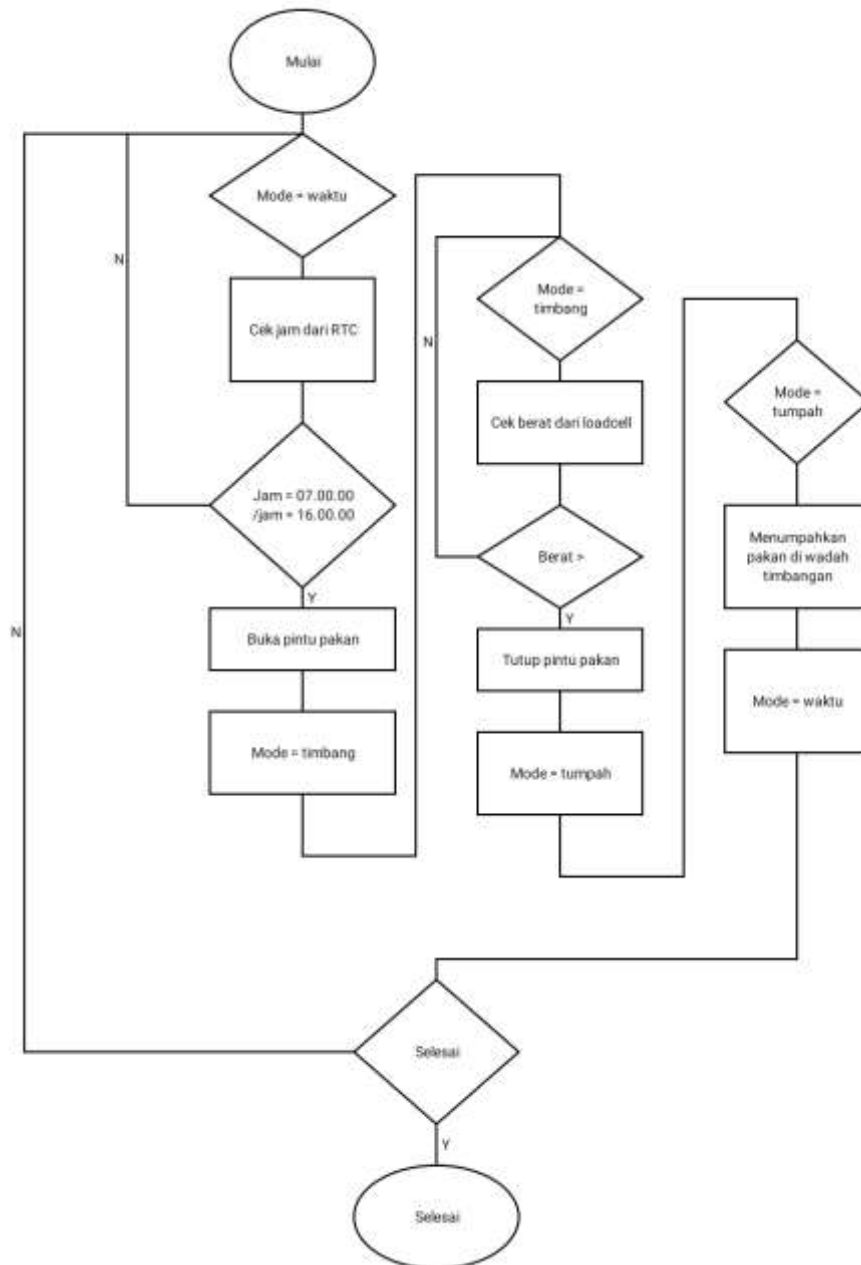 Mulai
Mode = waktu
N
Cek jam dari RTC
Jam = 07.00.00
/jam = 16.00.00
Y
Buka pintu pakan
Mode = timbang
Mode =
timbang
N
Cek berat dari loadcell
Berat >
Y
Tutup pintu pakan
Mode = tumpah
Mode =
tumpah
Menumpahkan
pakan di wadah
timbangan
Mode = waktu
N
Selesai
Y
Selesai